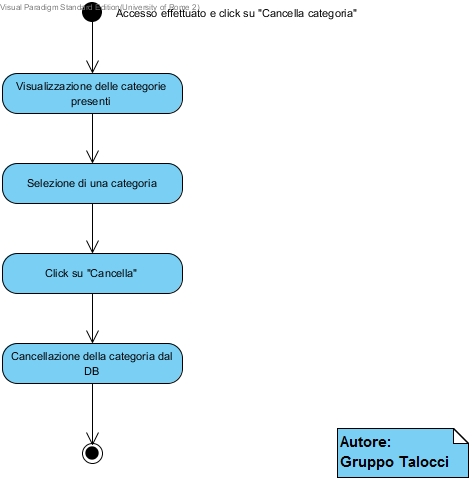 Visual Paradigm Standard Edition(University of Rome 2)
Accesso effettuato e click su "Cancella categoria"
Visualizzazione delle categorie
presenti
Selezione di una categoria
Click su "Cancella"
Cancellazione della categoria dal
DB
Autore:
Gruppo Talocci